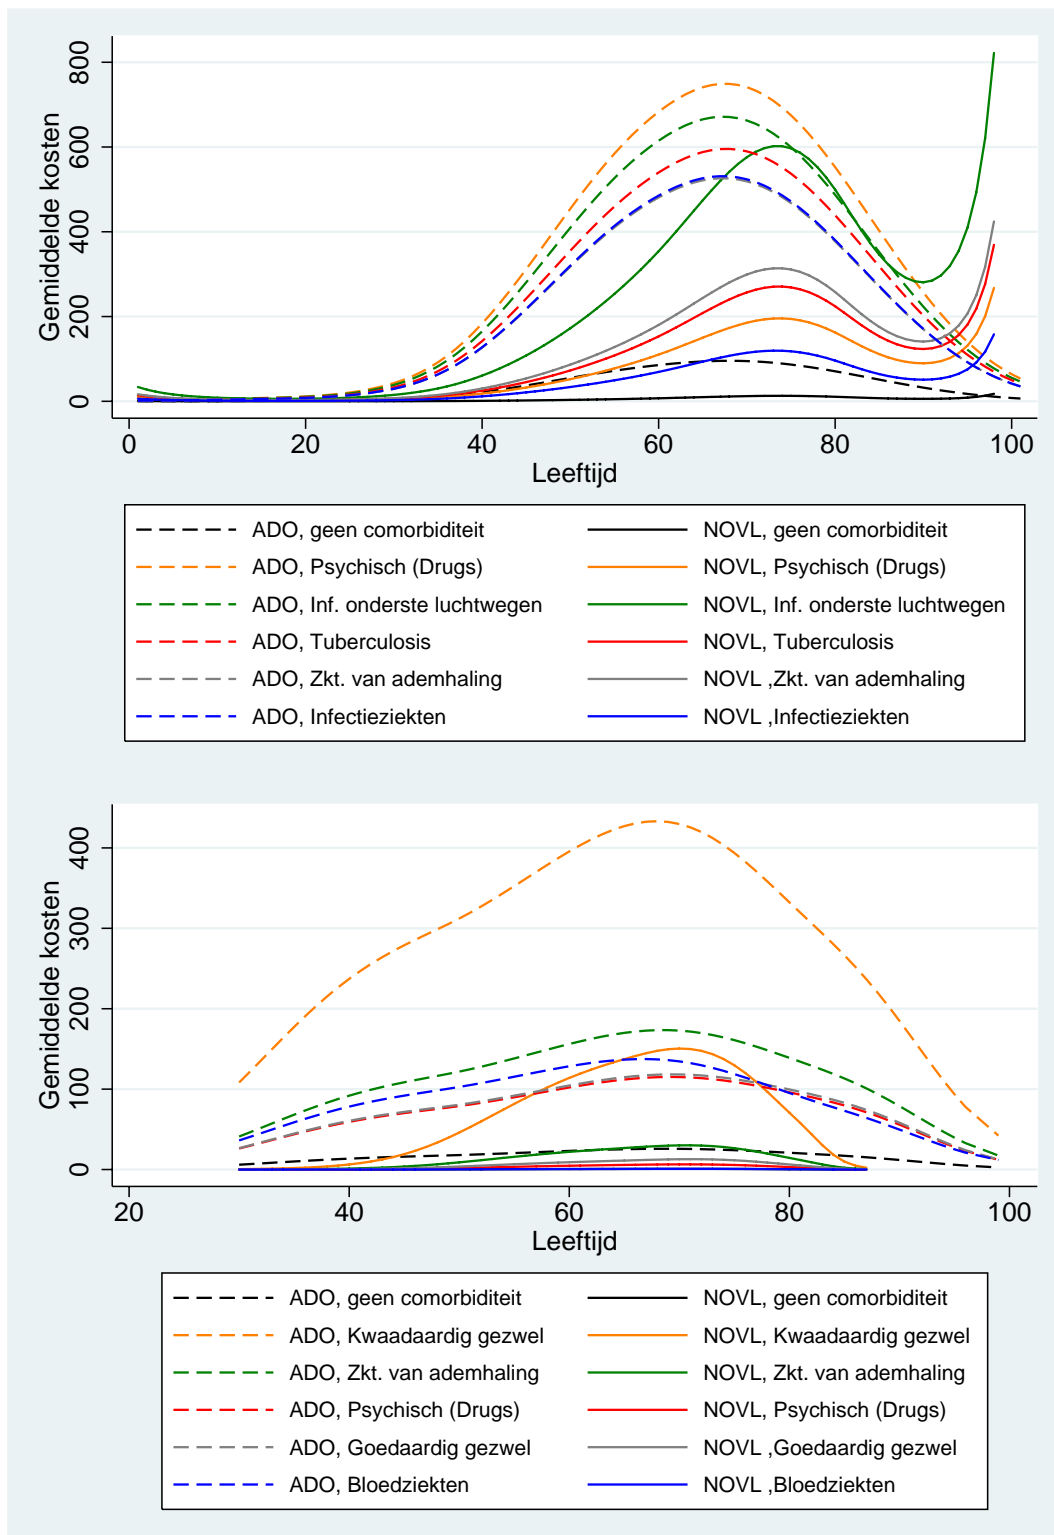 800
600
400
200
0
Gemiddelde kosten
0 20 40 60 80 100
Leeftijd
ADO, geen comorbiditeit NOVL, geen comorbiditeit
ADO, Psychisch (Drugs) NOVL, Psychisch (Drugs)
ADO, Inf. onderste luchtwegen NOVL, Inf. onderste luchtwegen
ADO, Tuberculosis NOVL, Tuberculosis
ADO, Zkt. van ademhaling NOVL ,Zkt. van ademhaling
ADO, Infectieziekten NOVL ,Infectieziekten
400
300
200
100
0
Gemiddelde kosten
20 40 60 80 100
Leeftijd
ADO, geen comorbiditeit NOVL, geen comorbiditeit
ADO, Kwaadaardig gezwel NOVL, Kwaadaardig gezwel
ADO, Zkt. van ademhaling NOVL, Zkt. van ademhaling
ADO, Psychisch (Drugs) NOVL, Psychisch (Drugs)
ADO, Goedaardig gezwel NOVL ,Goedaardig gezwel
ADO, Bloedziekten NOVL ,Bloedziekten